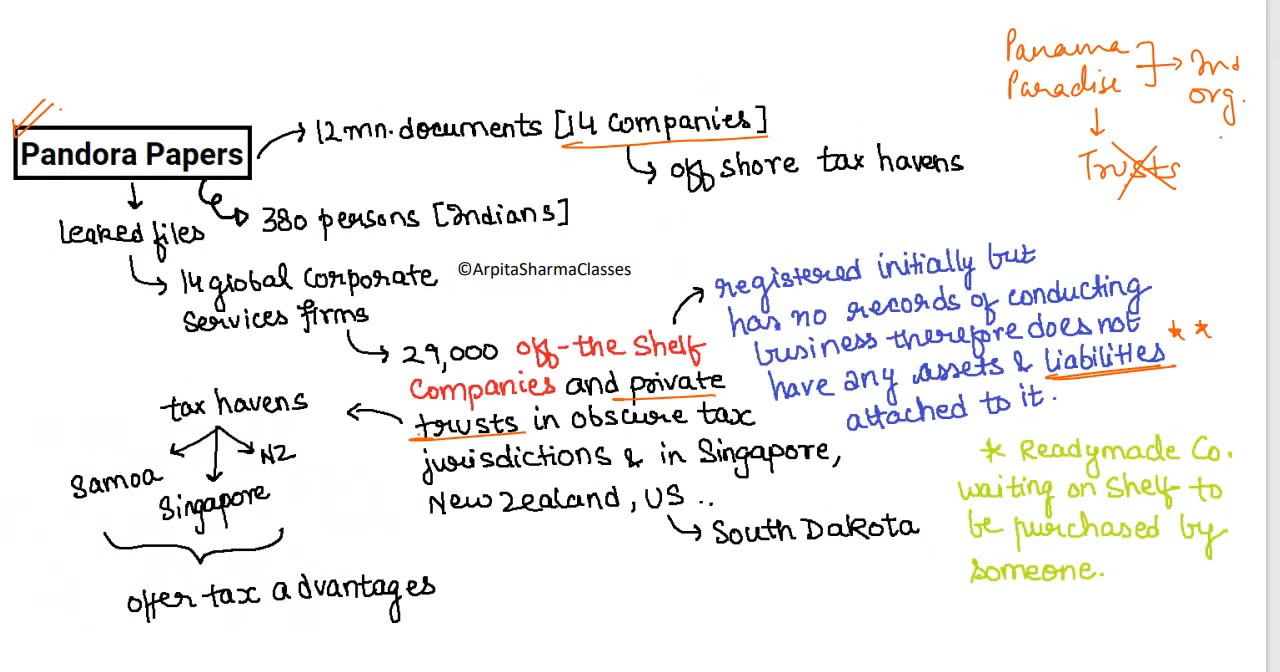 Panama
Paradise
Ind
org.
Trusts
Pandora Papers
12 mn. documents [14 companies]
off shore tax havens
380 persons [Indians]
leaked files
14 global corporate
services firms
©ArpitaSharmaClasses
29,000 off-the shelf
companies and private
trusts in obscure tax
jurisdictions & in Singapore,
New Zealand, US ..
South Dakota
registered initially but
has no records of conducting
business therefore does not
have any assets & liabilities **
attached to it.
* Readymade Co.
waiting on shelf to
be purchased by
someone.
tax havens
Samoa
Singapore
NZ
offer tax advantages